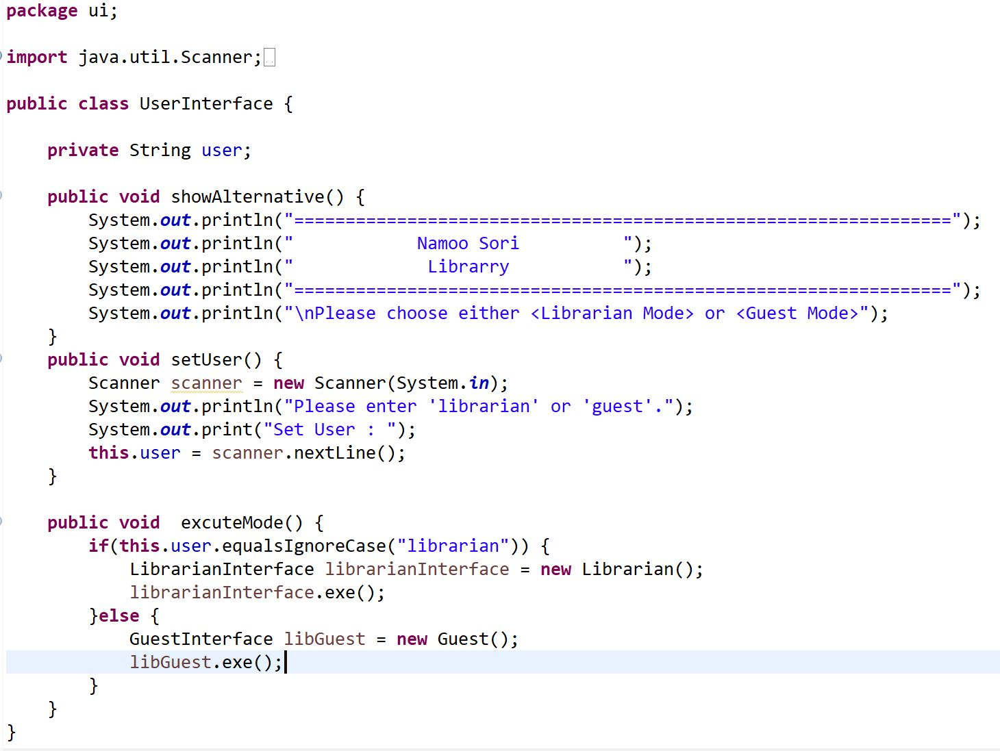 package ui;
import java.util.Scanner;
public class UserInterface {
private String user;
public void showAlternative() {
System.out.println("================================================================");
System.out.println("            Namoo Sori          ");
System.out.println("             Librarry           ");
System.out.println("================================================================");
System.out.println("\nPlease choose either <Librarian Mode> or <Guest Mode>");
}
public void setUser() {
Scanner scanner = new Scanner(System.in);
System.out.println("Please enter 'librarian' or 'guest'.");
System.out.print("Set User : ");
this.user = scanner.nextLine();
}
public void  excuteMode() {
if(this.user.equalsIgnoreCase("librarian")) {
LibrarianInterface librarianInterface = new Librarian();
librarianInterface.exe();
}else {
GuestInterface libGuest = new Guest();
libGuest.exe();
}
}
}